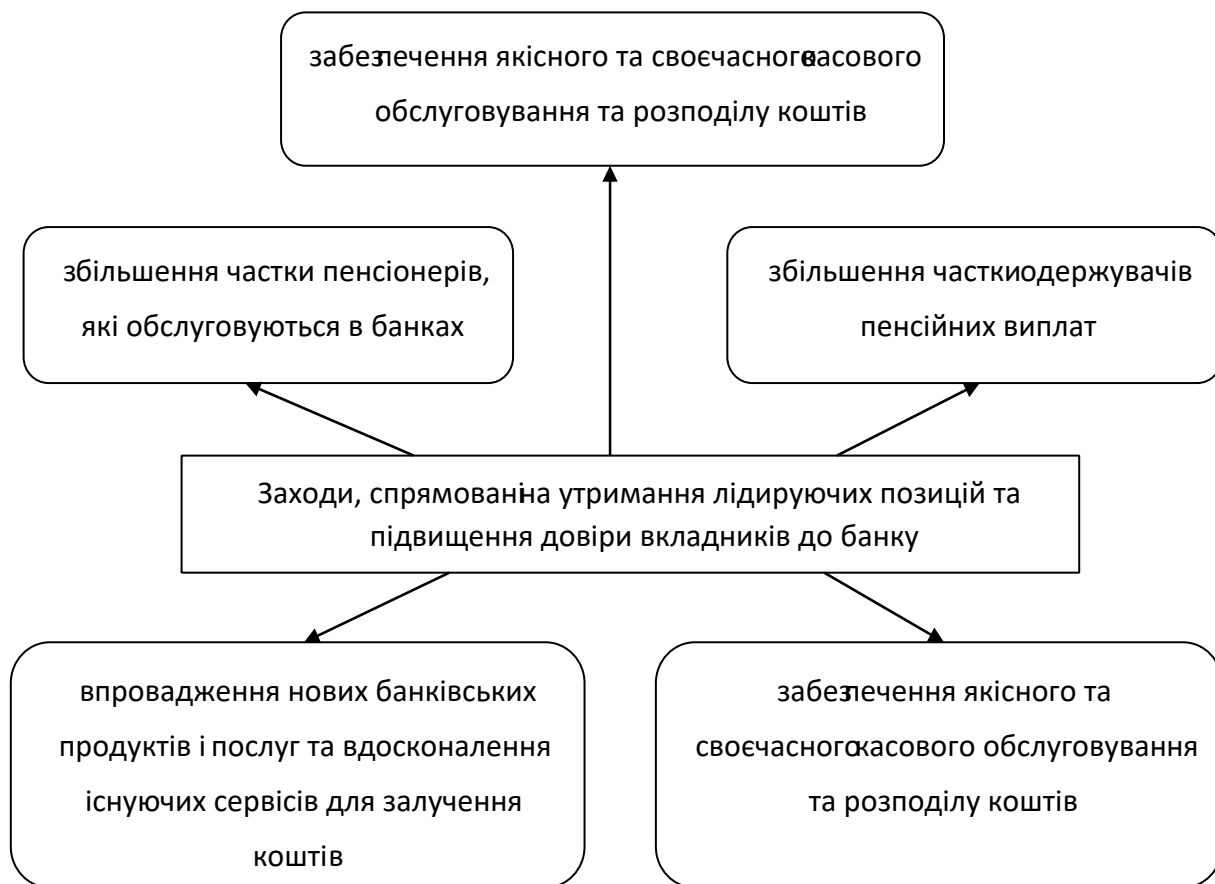 забезпечення якісного та своєчасного касового
обслуговування та розподілу коштів
збільшення частки пенсіонерів,
які обслуговуються в банках
збільшення частки одержувачів
пенсійних виплат
Заходи, спрямовані на утримання лідируючих позицій та
підвищення довіри вкладників до банку
впровадження нових банківських
продуктів і послуг та вдосконалення
існуючих сервісів для залучення
коштів
забезпечення якісного та
своєчасного касового обслуговування
та розподілу коштів